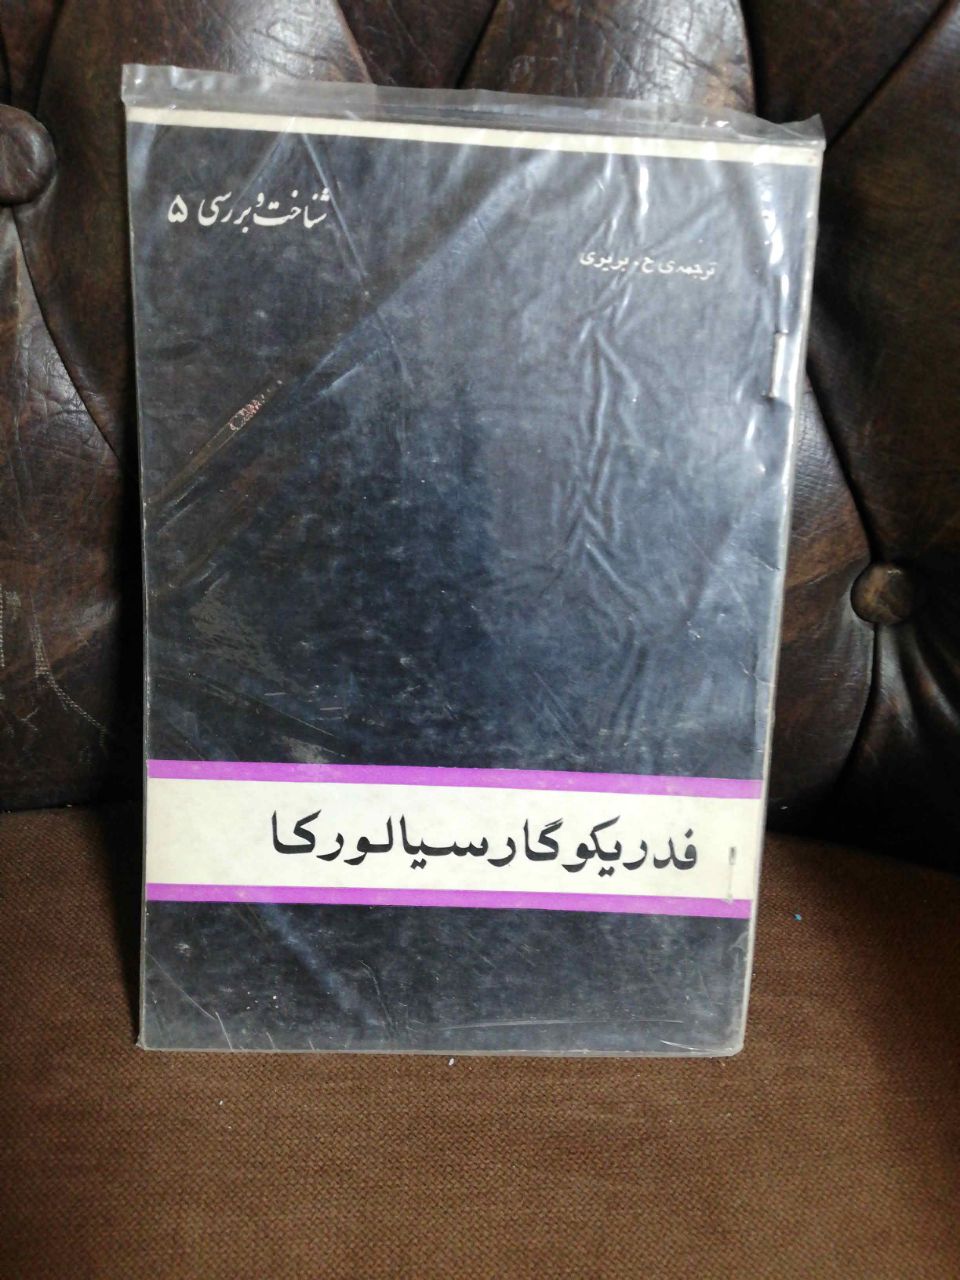 شناخت و بررسی ۵
ترجمه‌ی ح. بریری
فدریکو گارسیا لورکا